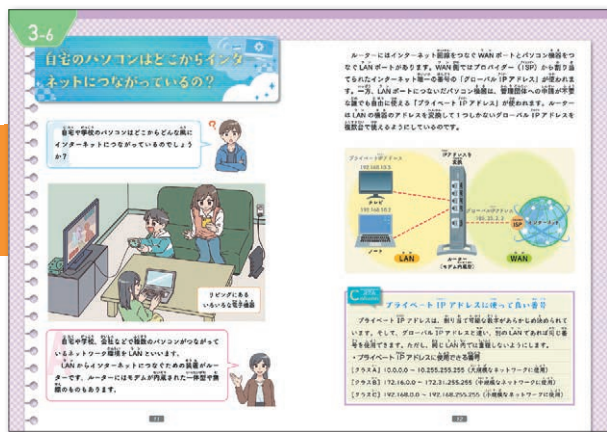 3-6
自宅のパソコンはどこからインター
ネットにつながっているの？
自宅や学校のパソコンはどこからどんな風に
インターネットにつながっているのでしょう
か？
リビングにある
いろいろな電子機器
自宅や学校、会社などで複数のパソコンがつながって
いるネットワーク環境をLANといいます。
LANからインターネットにつなぐための装置がルー
ターです。ルーターにはモデムが内蔵された一体型や無
線のものもあります。
11
ルーターにはインターネット回線をつなぐWANポートとパソコン機器をつ
なぐLANポートがあります。WAN側ではプロバイダー（ISP）から割り当
てられたインターネット唯一の番号の「グローバルIPアドレス」が使われま
す。一方、LANポートにつないだパソコン機器は、管理団体への申請が不要
な誰でも自由に使える「プライベートIPアドレス」が使われます。ルーター
はLANの機器のアドレスを変換して1つしかないグローバルIPアドレスを
複数台で使えるようにしているのです。
プライベートIPアドレス
192.168.10.3
テレビ
192.168.10.2
ノート
LAN
IPアドレスを
変換
ルーター
（モデム内蔵型）
グローバルIPアドレス
ISP
インターネット
WAN
プライベートIPアドレスに使って良い番号
プライベートIPアドレスは、割り当て可能な数字があらかじめ決められて
います。そして、グローバルIPアドレスと違い、別のLANであれば同じ番
号を使用できます。ただし、同じLAN内では重複しないようにします。
・プライベートIPアドレスに使用できる番号
［クラスA］10.0.0.0 ～ 10.255.255.255（大規模なネットワークに使用）
［クラスB］172.16.0.0 ～ 172.31.255.255（中規模なネットワークに使用）
［クラスC］192.168.0.0 ～ 192.168.255.255（小規模なネットワークに使用）
12